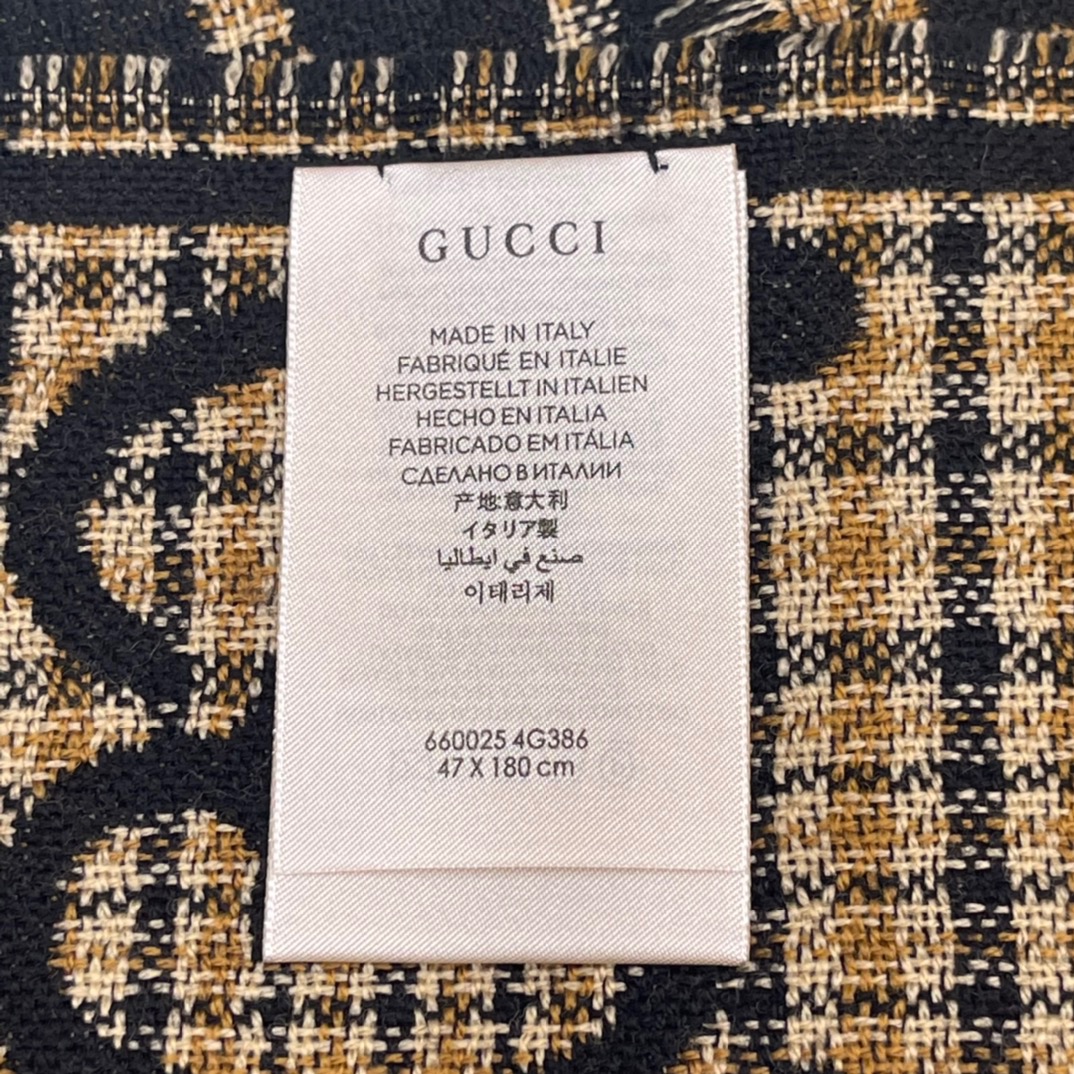 GUCCI
MADE IN ITALY
FABRIQUÉ EN ITALIE
HERGESTELLT IN ITALIEN
HECHO EN ITALIA
FABRICADO EM ITÁLIA
СДЕЛАНО В ИТАЛИИ
产地:意大利
イタリア製
صنع في ايطاليا
이태리제
660025 4G386
47 X 180 cm